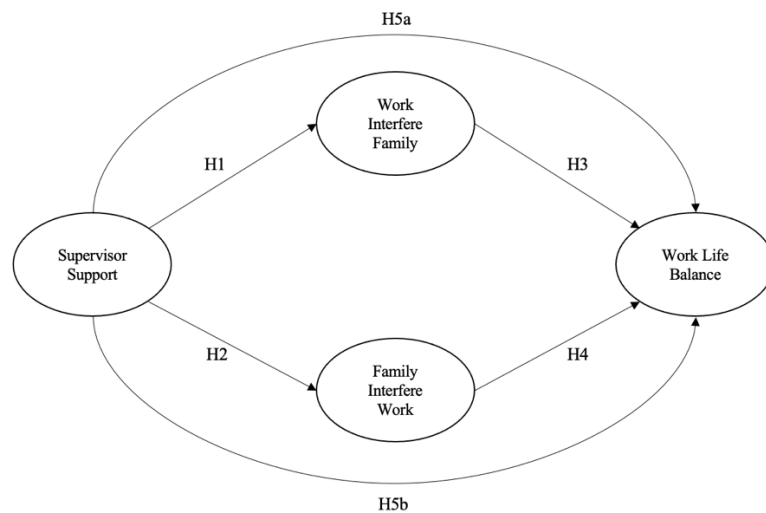 H5a
Work
Interfere
Family
H1
H3
Supervisor
Support
Work Life
Balance
H2
H4
Family
Interfere
Work
H5b